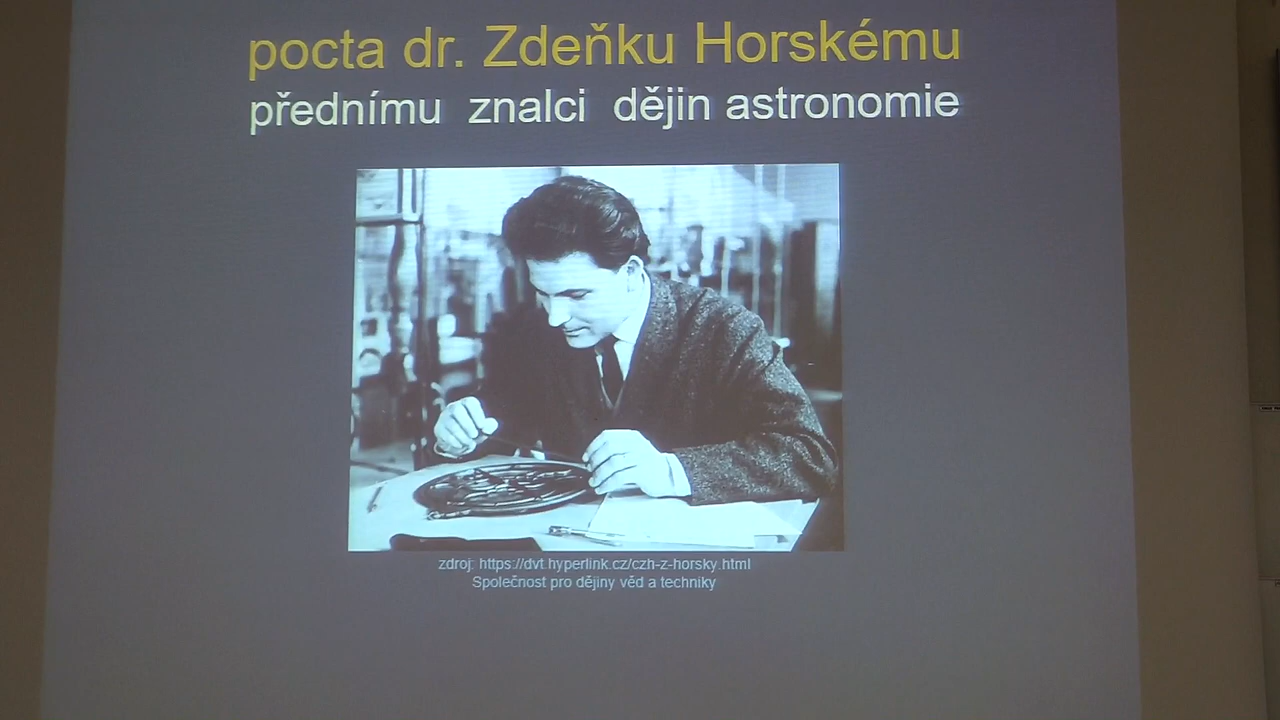 pocta dr. Zdeňku Horskému
přednímu znalci dějin astronomie
zdroj: https://dvt.hyperlink.cz/czh-z-horsky.html
Společnost pro dějiny věd a techniky